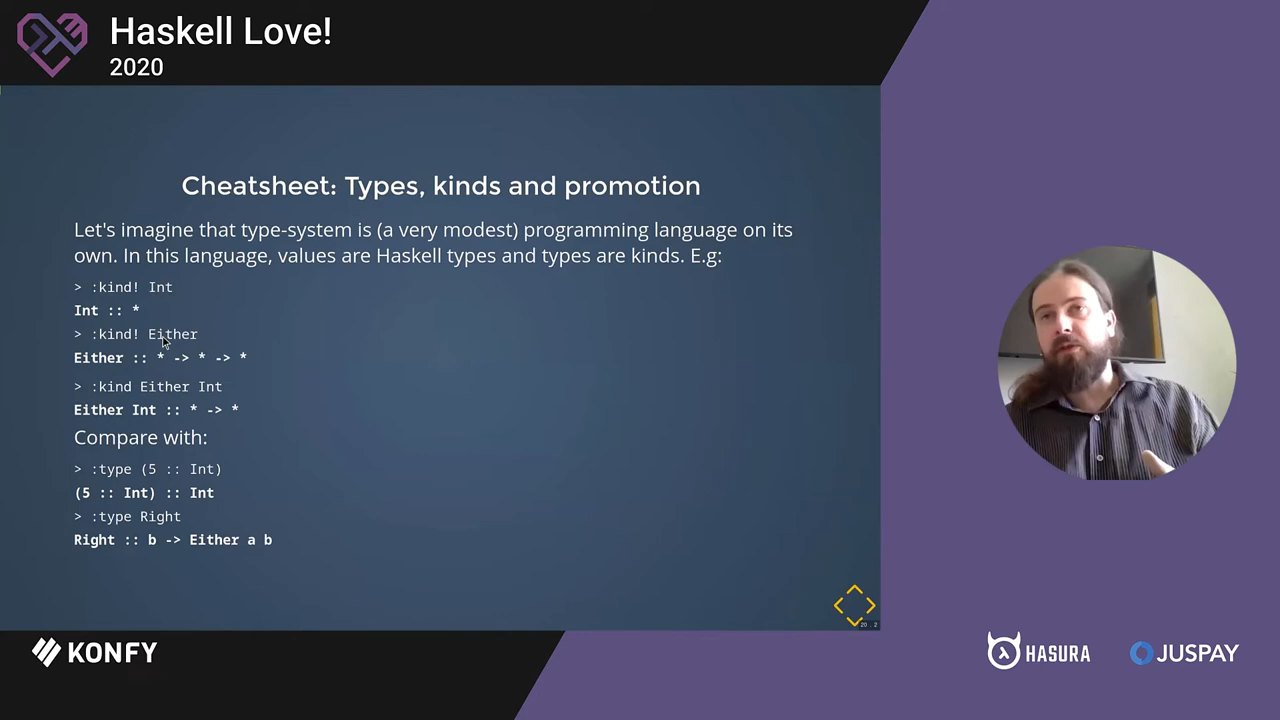 Haskell Love!
2020
Cheatsheet: Types, kinds and promotion
Let's imagine that type-system is (a very modest) programming language on its
own. In this language, values are Haskell types and types are kinds. E.g:
> :kind! Int
Int :: *
> :kind! Either
Either :: * -> * -> *
> :kind Either Int
Either Int :: * -> *
Compare with:
> :type (5 :: Int)
(5 :: Int) :: Int
> :type Right
Right :: b -> Either a b
20 . 2
KONFY
HASURA
JUSPAY